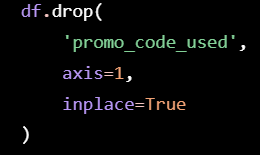 df.drop(
    'promo_code_used',
    axis=1,
    inplace=True
)